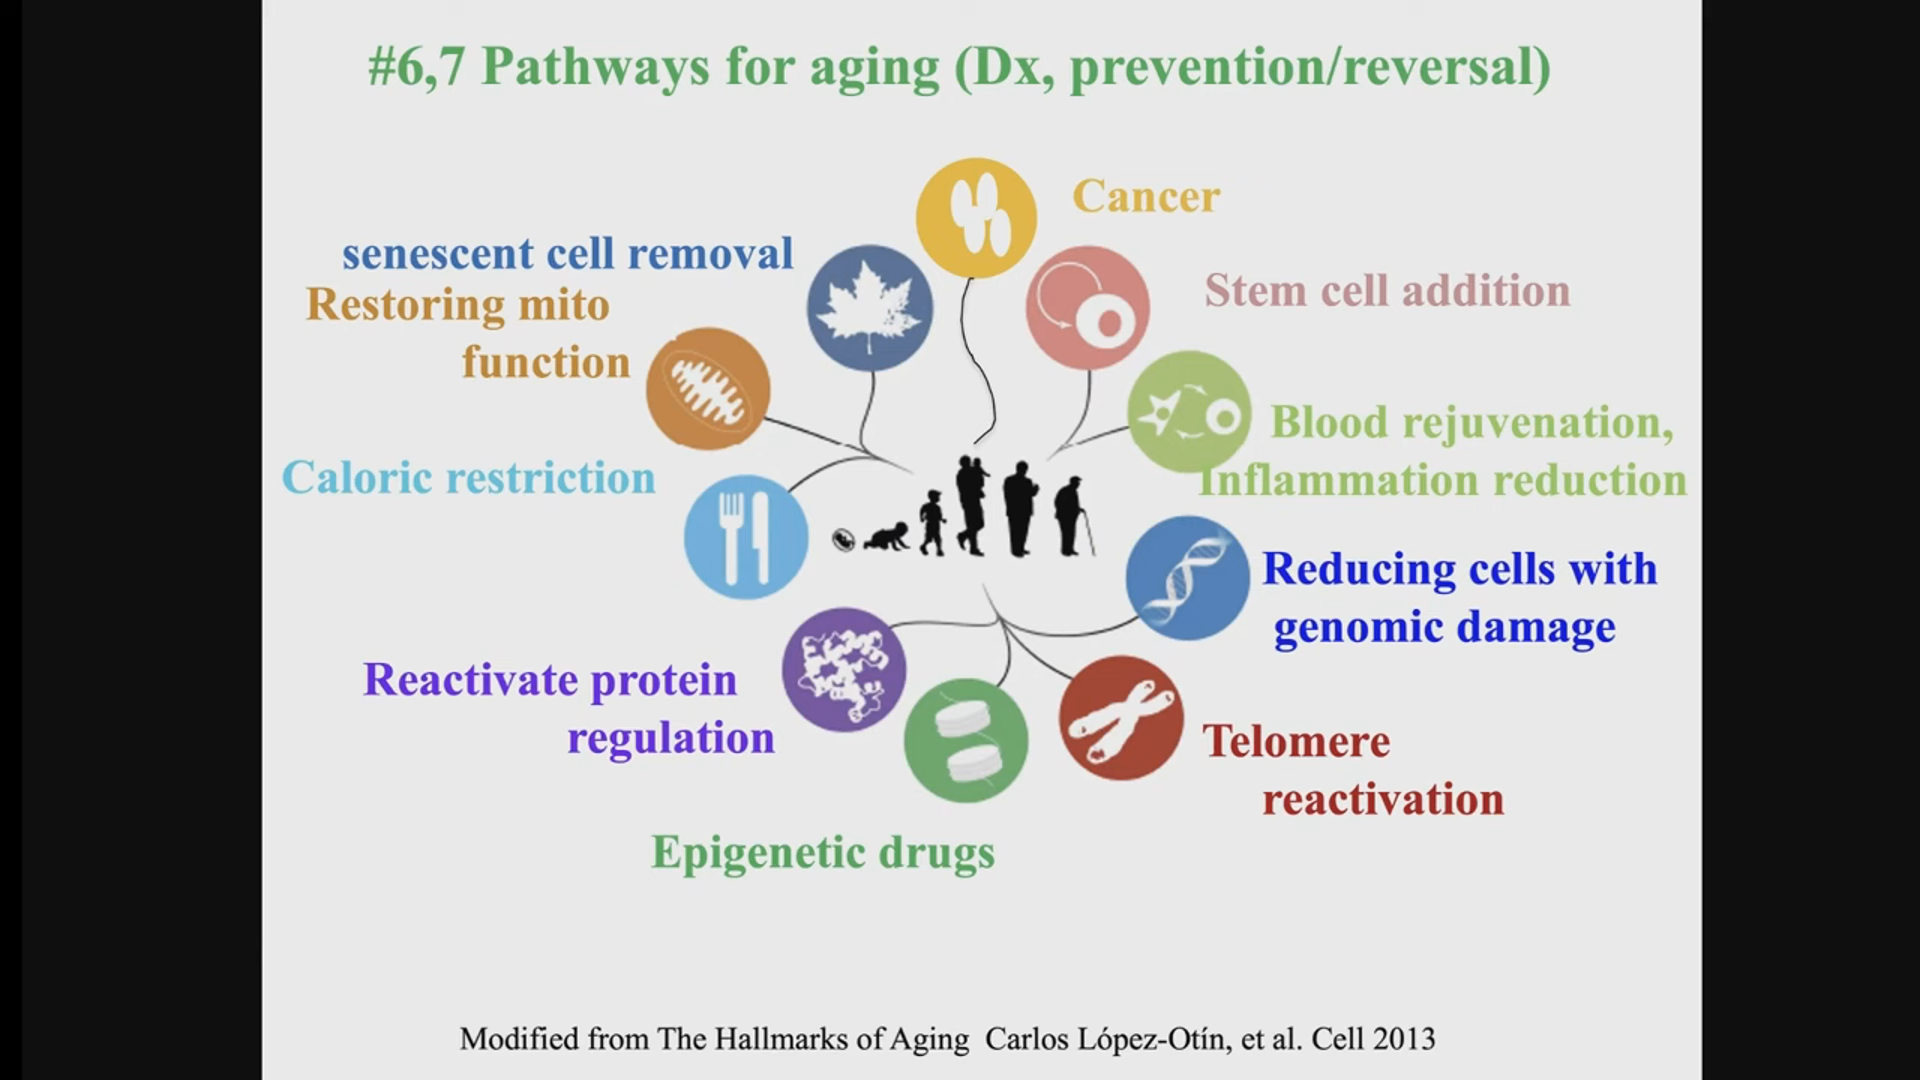 #6,7 Pathways for aging (Dx, prevention/reversal)
Cancer
senescent cell removal
Stem cell addition
Restoring mito
function
Blood rejuvenation,
Inflammation reduction
Caloric restriction
Reducing cells with
genomic damage
Reactivate protein
regulation
Telomere
reactivation
Epigenetic drugs
Modified from The Hallmarks of Aging Carlos López-Otín, et al. Cell 2013